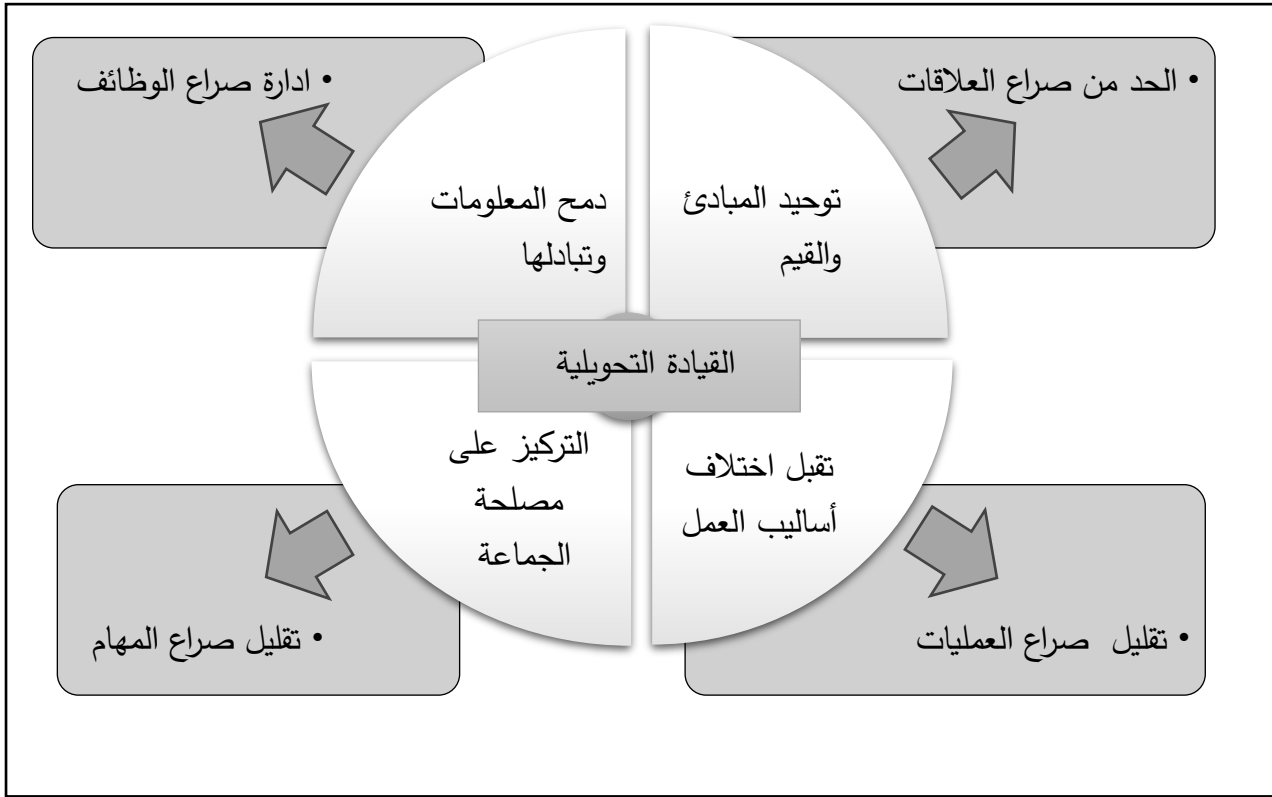 • الحد من صراع العلاقات
• ادارة صراع الوظائف
توحيد المبادئ
والقيم
دمح المعلومات
وتبادلها
القيادة التحويلية
تقبل اختلاف
أساليب العمل
التركيز على
مصلحة
الجماعة
• تقليل صراع العمليات
• تقليل صراع المهام